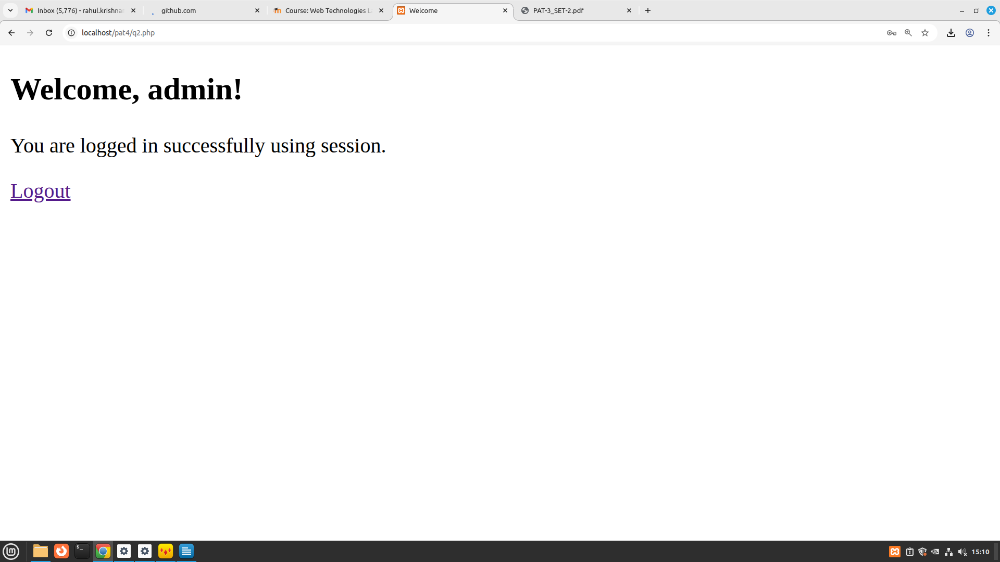 Inbox (5,776) - rahul.krishna
github.com
Course: Web Technologies L
Welcome
PAT-3_SET-2.pdf
localhost/pat4/q2.php
Welcome, admin!
You are logged in successfully using session.
Logout
15:10